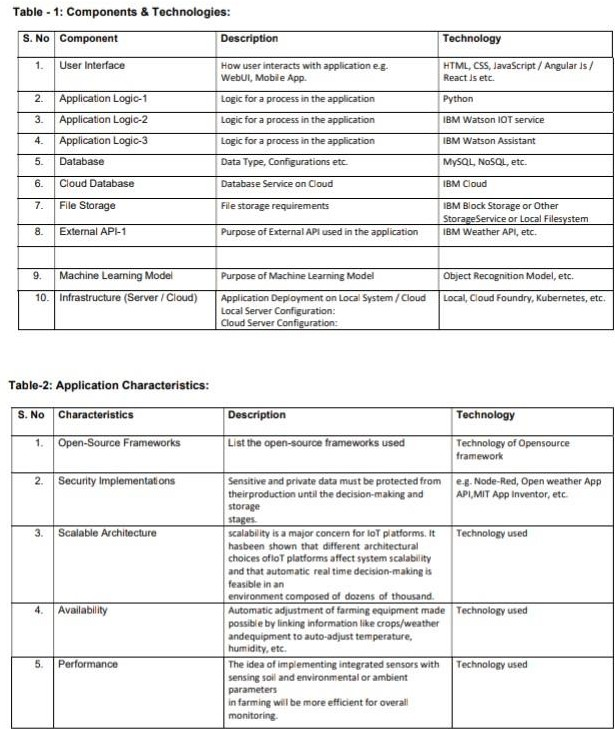 Table - 1: Components & Technologies:
S. No Component Description Technology
1. User Interface How user interacts with application e.g. HTML, CSS, JavaScript / Angular Js /
WebUI, Mobile App. React Js etc.
2. Application Logic-1 Logic for a process in the application Python
3. Application Logic-2 Logic for a process in the application IBM Watson IOT service
4. Application Logic-3 Logic for a process in the application IBM Watson Assistant
5. Database Data Type, Configurations etc. MySQL, NoSQL, etc.
6. Cloud Database Database Service on Cloud IBM Cloud
7. File Storage File storage requirements IBM Block Storage or Other
StorageService or Local Filesystem
8. External API-1 Purpose of External API used in the application IBM Weather API, etc.
9. Machine Learning Model Purpose of Machine Learning Model Object Recognition Model, etc.
10. Infrastructure (Server / Cloud) Application Deployment on Local System / Cloud Local, Cloud Foundry, Kubernetes, etc.
Local Server Configuration:
Cloud Server Configuration:
Table-2: Application Characteristics:
S. No Characteristics Description Technology
1. Open-Source Frameworks List the open-source frameworks used Technology of Opensource
framework
2. Security Implementations Sensitive and private data must be protected from e.g. Node-Red, Open weather App
theirproduction until the decision-making and API,MIT App Inventor, etc.
storage
stages.
3. Scalable Architecture scalability is a major concern for IoT platforms. It Technology used
hasbeen shown that different architectural
choices ofIoT platforms affect system scalability
and that automatic real time decision-making is
feasible in an
environment composed of dozens of thousand.
4. Availability Automatic adjustment of farming equipment made Technology used
possible by linking information like crops/weather
andequipment to auto-adjust temperature,
humidity, etc.
5. Performance The idea of implementing integrated sensors with Technology used
sensing soil and environmental or ambient
parameters
in farming will be more efficient for overall
monitoring.